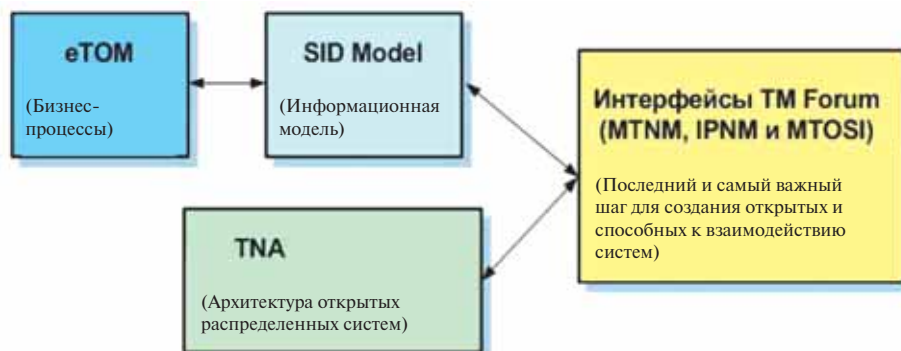 eTOM
(Бизнес-
процессы)
SID Model
(Информационная
модель)
Интерфейсы TM Forum
(MTNM, IPNM и MTOSI)
(Последний и самый важный
шаг для создания открытых и
способных к взаимодействию
систем)
TNA
(Архитектура открытых
распределенных систем)